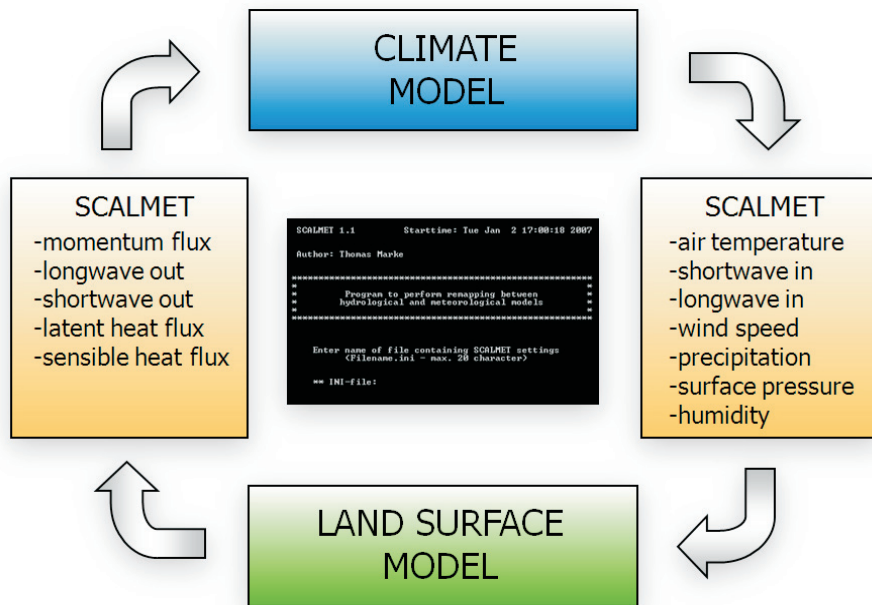 CLIMATE
MODEL
SCALMET
-momentum flux
-longwave out
-shortwave out
-latent heat flux
-sensible heat flux
SCALMET 1.1 Starttime: Tue Jan 2 17:00:18 2007
Author: Thomas Marke
Program to perform remapping between
hydrological and meteorological models
Enter name of file containing SCALMET settings
(Filename.ini - max. 20 character)
** INI-file:
SCALMET
-air temperature
-shortwave in
-longwave in
-wind speed
-precipitation
-surface pressure
-humidity
LAND SURFACE
MODEL